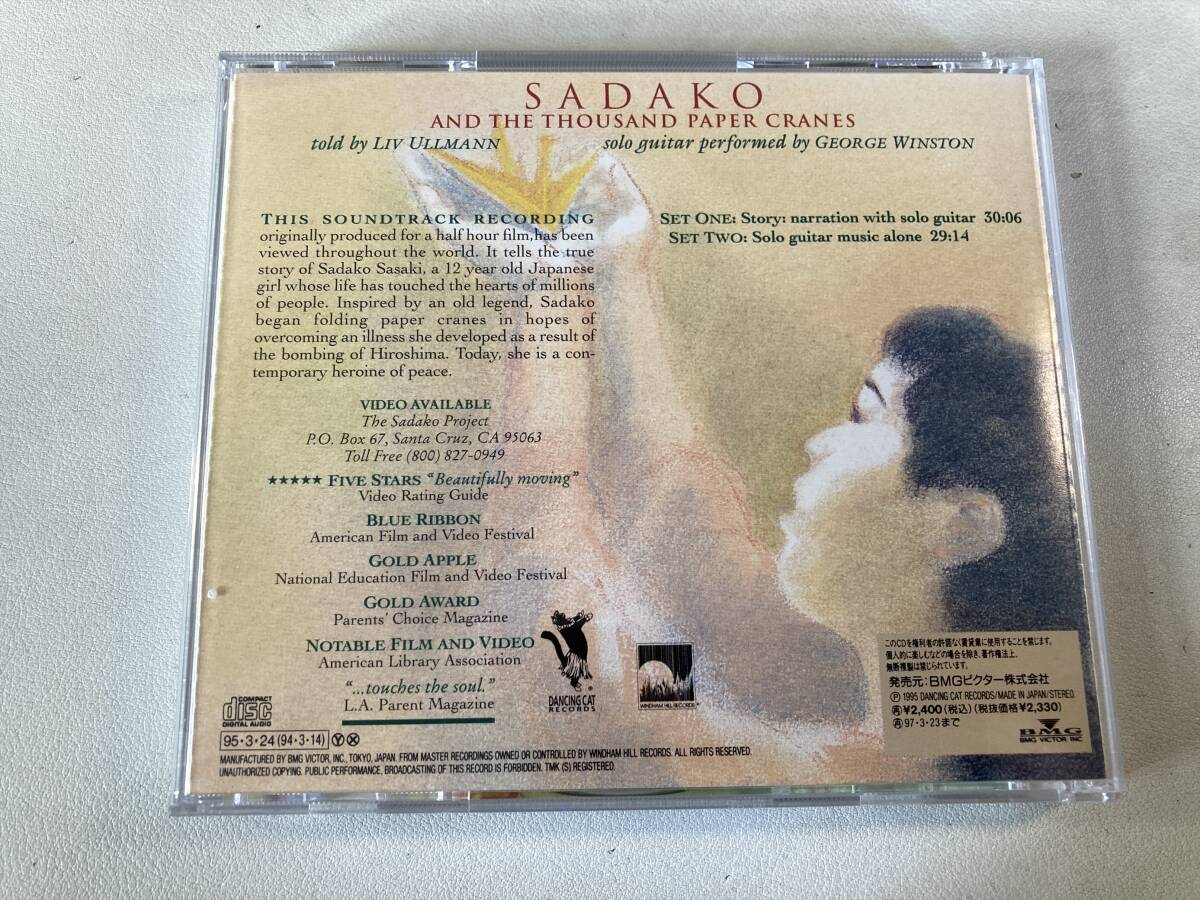 SADAKO
AND THE THOUSAND PAPER CRANES
told by LIV ULLMANN
solo guitar performed by GEORGE WINSTON
THIS SOUNDTRACK RECORDING
originally produced for a half hour film, has been
viewed throughout the world. It tells the true
story of Sadako Sasaki, a 12 year old Japanese
girl whose life has touched the hearts of millions
of people. Inspired by an old legend, Sadako
began folding paper cranes in hopes of
overcoming an illness she developed as a result of
the bombing of Hiroshima. Today, she is a con-
temporary heroine of peace.
SET ONE: Story: narration with solo guitar 30:06
SET TWO: Solo guitar music alone 29:14
VIDEO AVAILABLE
The Sadako Project
P.O. Box 67, Santa Cruz, CA 95063
Toll Free (800) 827-0949
★★★★★ FIVE STARS "Beautifully moving"
Video Rating Guide
BLUE RIBBON
American Film and Video Festival
GOLD APPLE
National Education Film and Video Festival
GOLD AWARD
Parents' Choice Magazine
NOTABLE FILM AND VIDEO
American Library Association
"...touches the soul."
L.A. Parent Magazine
DANCING CAT
RECORDS
WINDHAM HILL RECORDS
このCDを権利者の許諾なく賃貸業に使用することを禁じます。
個人的に楽しむなどの場合を除き、著作権法上、
無断複製は禁じられています。
発売元:BMGビクター株式会社
Ⓟ 1995 DANCING CAT RECORDS/MADE IN JAPAN/STEREO.
㊒¥2,400(税込)(税抜価格¥2,330)
㊒97・3・23まで
BMG
BMG VICTOR INC
COMPACT
disc
DIGITAL AUDIO
95・3・24(94・3・14) Ⓨ Ⓧ
MANUFACTURED BY BMG VICTOR, INC., TOKYO, JAPAN. FROM MASTER RECORDINGS OWNED OR CONTROLLED BY WINDHAM HILL RECORDS. ALL RIGHTS RESERVED.
UNAUTHORIZED COPYING. PUBLIC PERFORMANCE, BROADCASTING OF THIS RECORD IS FORBIDDEN. TMK (S) REGISTERED.